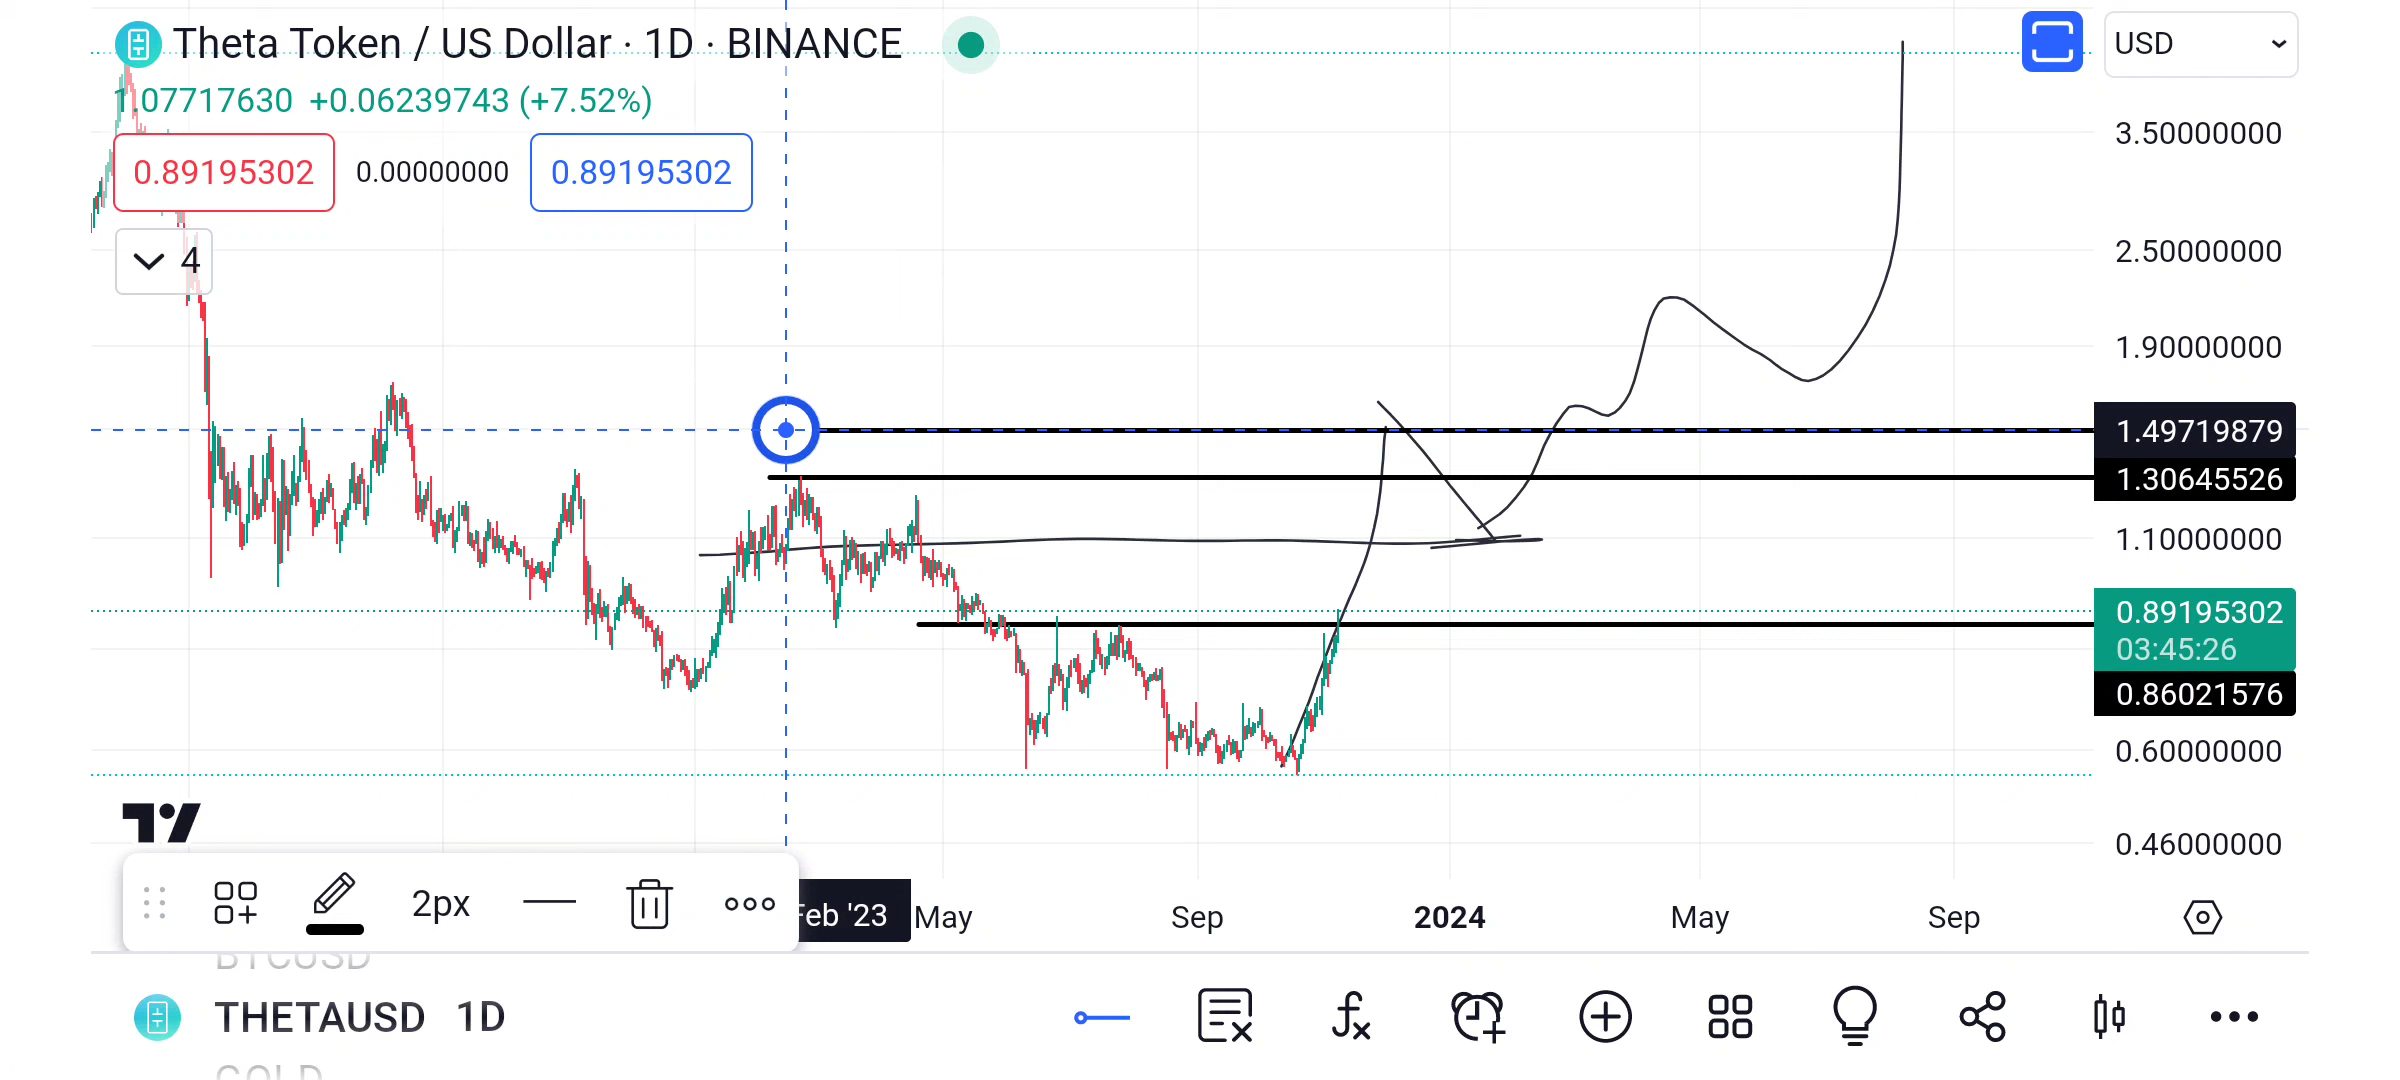 Theta Token / US Dollar · 1D · BINANCE
USD
1.07717630 +0.06239743 (+7.52%)
0.89195302 0.00000000 0.89195302
4
3.50000000
2.50000000
1.90000000
1.49719879
1.30645526
1.10000000
0.89195302
03:45:26
0.86021576
0.60000000
0.46000000
2px
Feb '23 May Sep 2024 May Sep
BTCUSD
THETAUSD 1D
GOLD